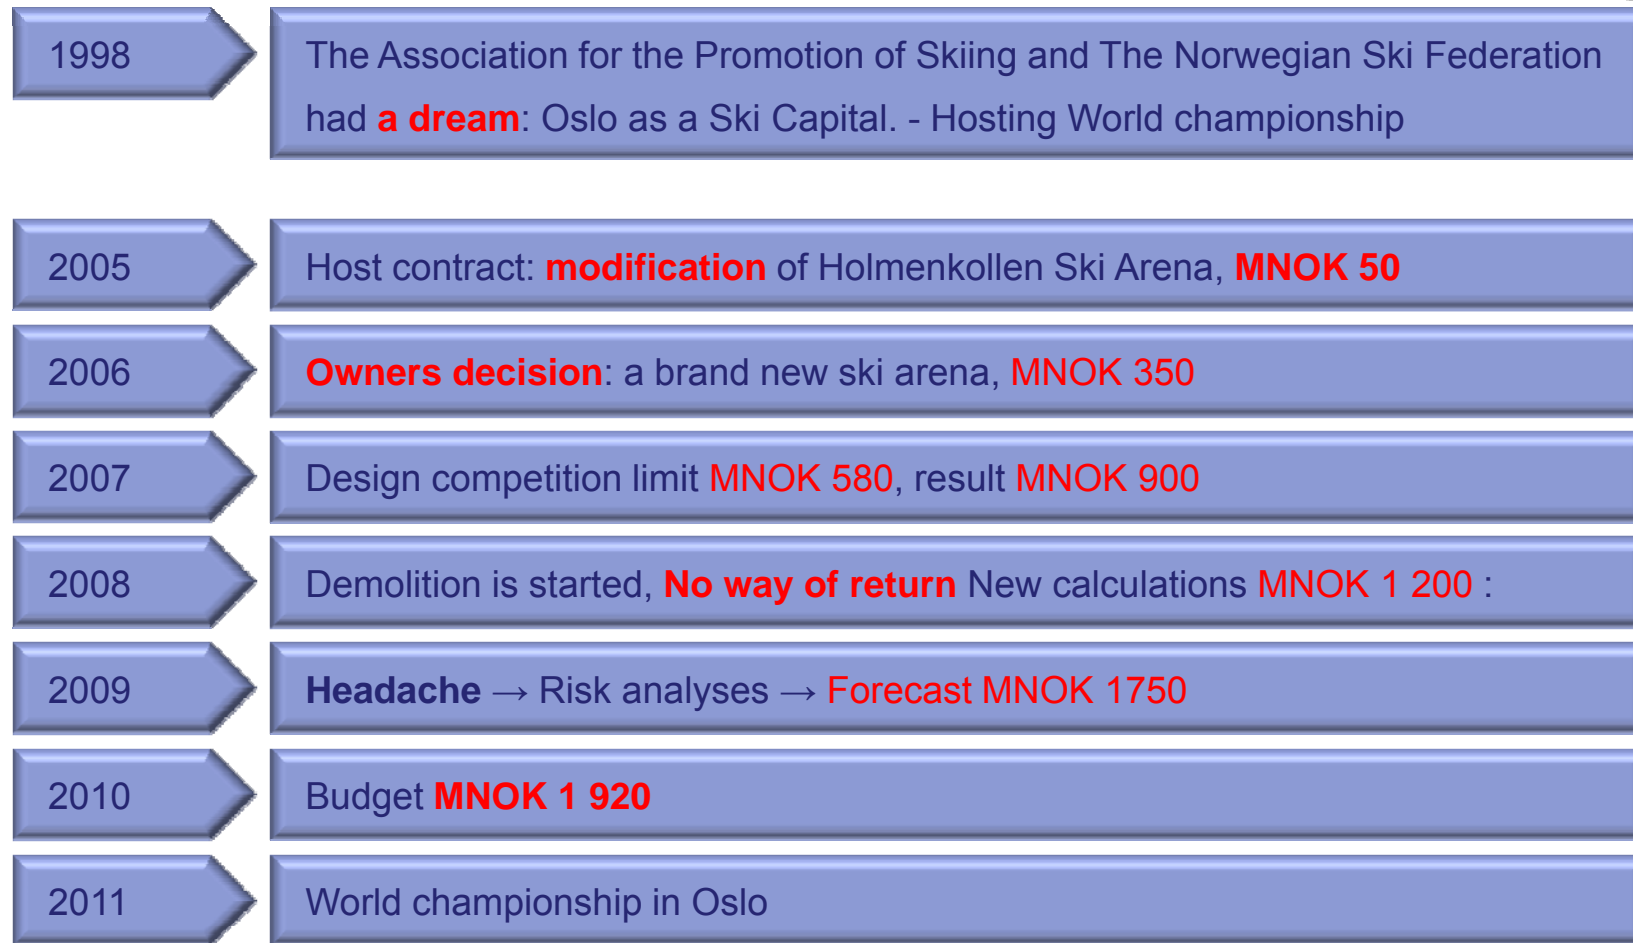 1998
The Association for the Promotion of Skiing and The Norwegian Ski Federation
had a dream: Oslo as a Ski Capital. - Hosting World championship
2005
Host contract: modification of Holmenkollen Ski Arena, MNOK 50
2006
Owners decision: a brand new ski arena, MNOK 350
2007
Design competition limit MNOK 580, result MNOK 900
2008
Demolition is started, No way of return New calculations MNOK 1 200 :
2009
Headache → Risk analyses → Forecast MNOK 1750
2010
Budget MNOK 1 920
2011
World championship in Oslo